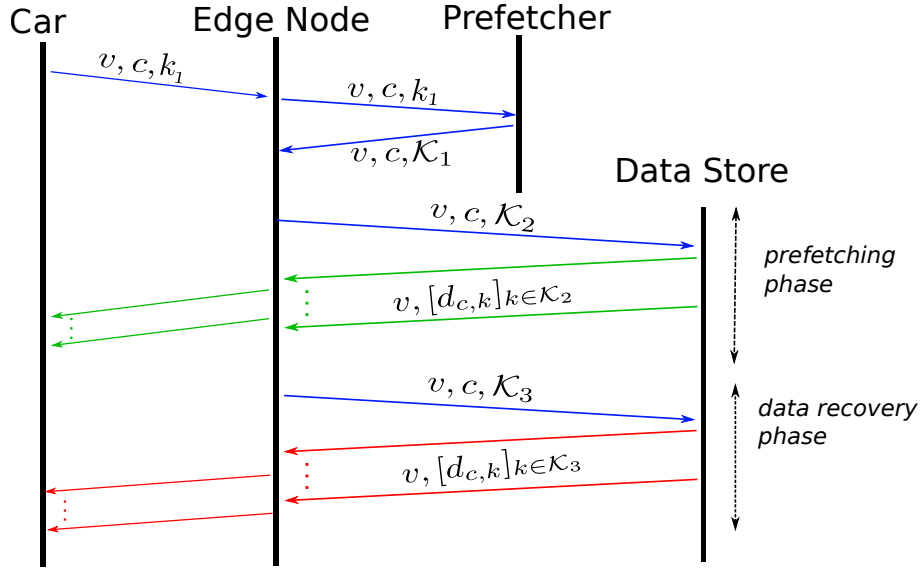 Car
Edge Node
Prefetcher
v, c, k₁
v, c, k₁
v, c, 𝒦₁
Data Store
v, c, 𝒦₂
prefetching
phase
v, [d_{c,k}]_{k∈𝒦₂}
v, c, 𝒦₃
data recovery
phase
v, [d_{c,k}]_{k∈𝒦₃}